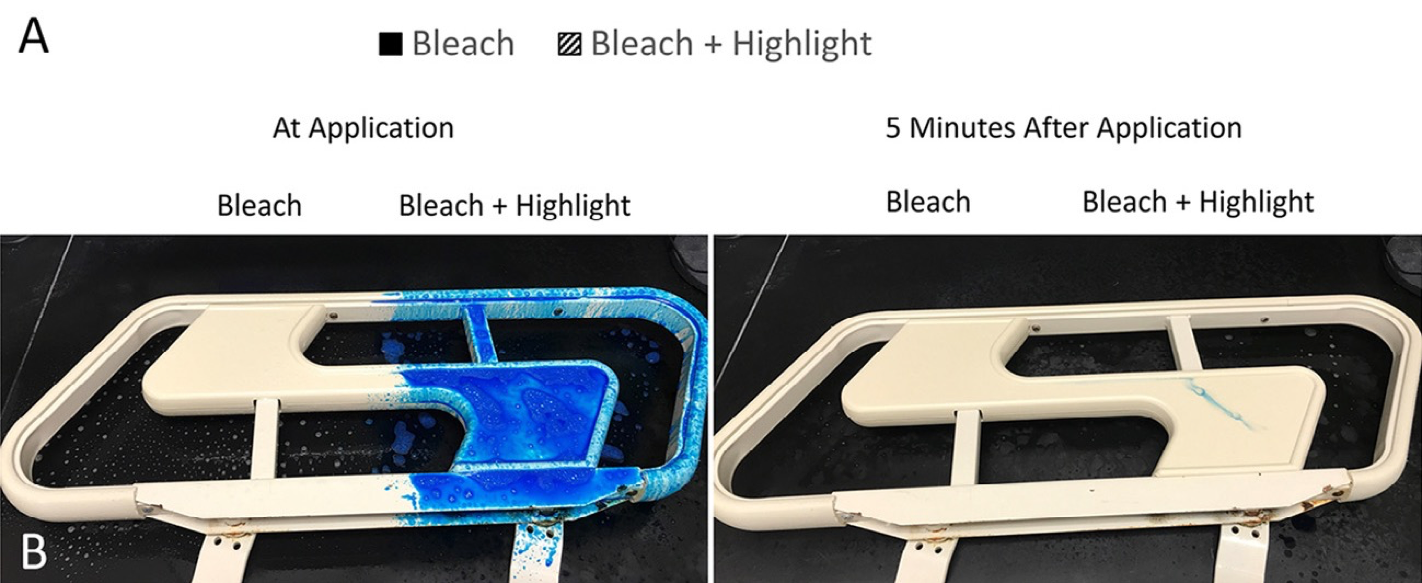 A
Bleach Bleach + Highlight
At Application 5 Minutes After Application
Bleach Bleach + Highlight Bleach Bleach + Highlight
B